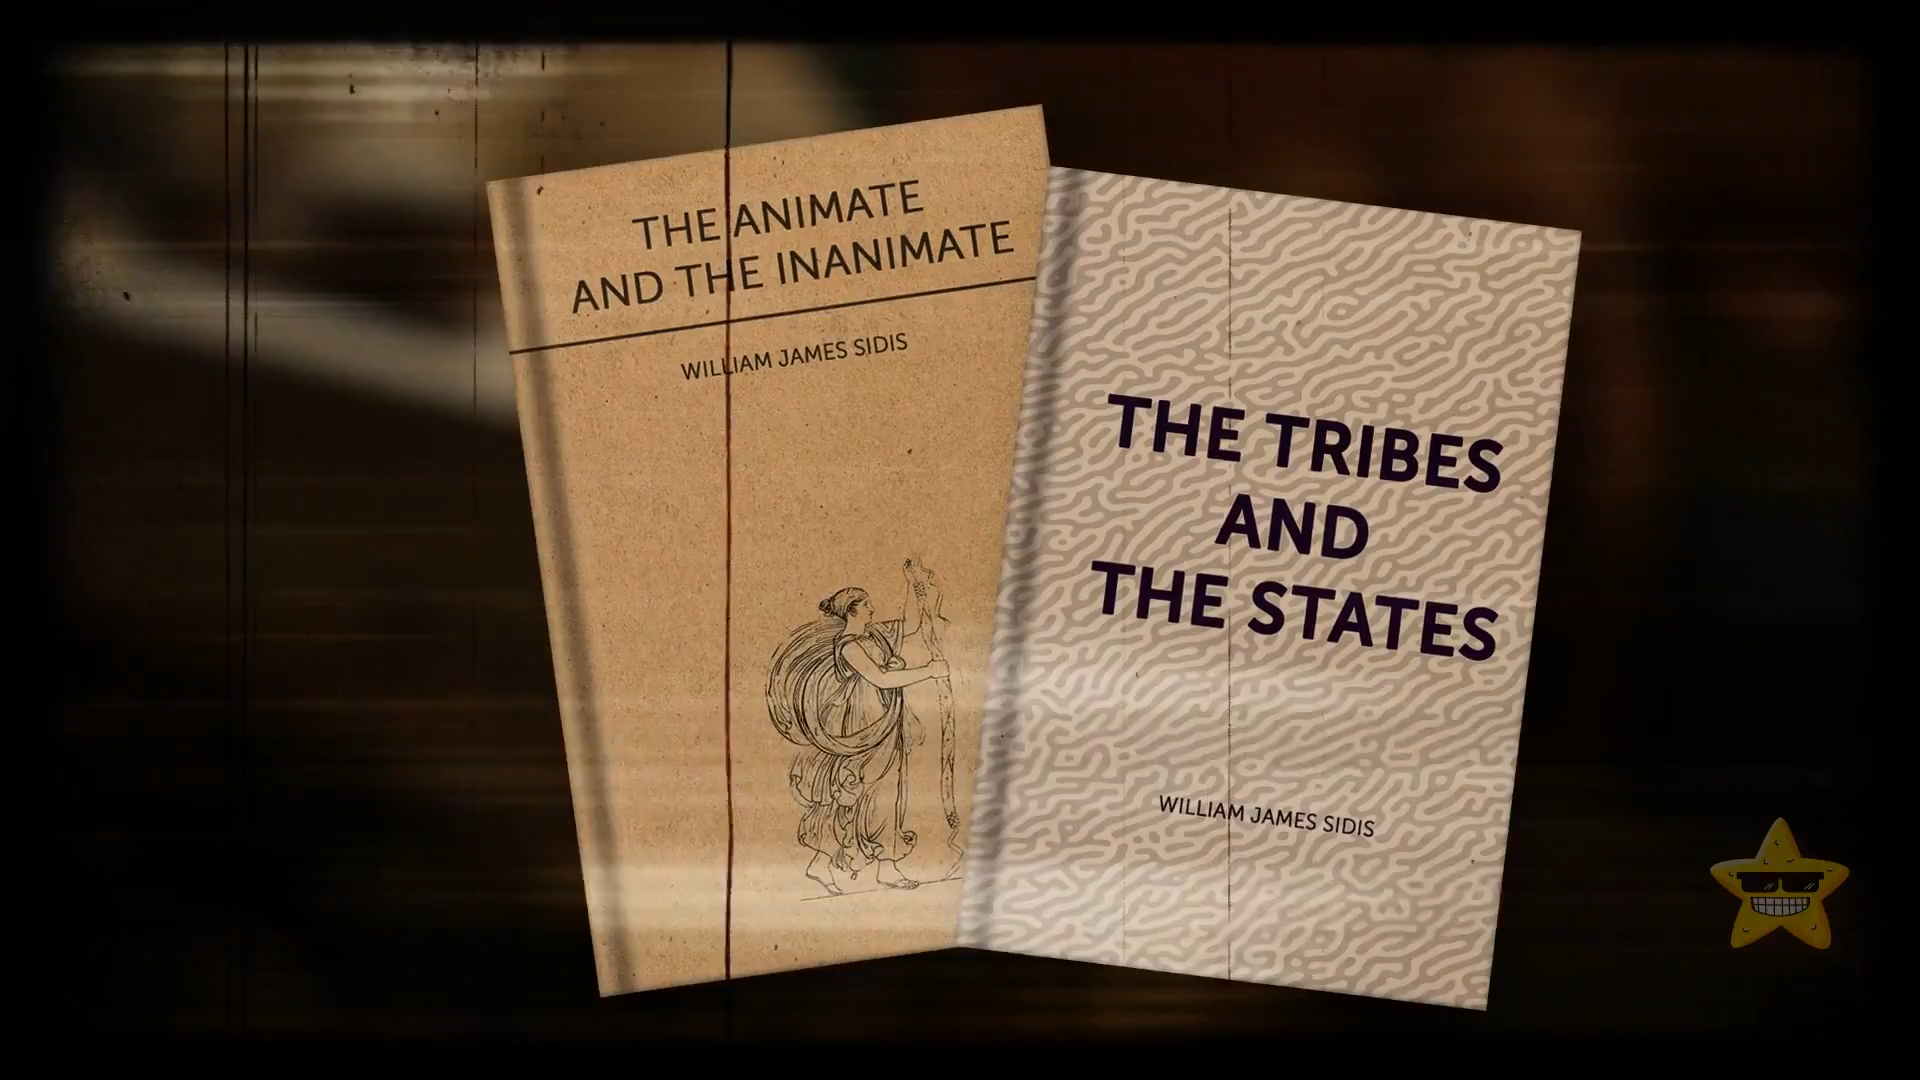 THE ANIMATE
AND THE INANIMATE
WILLIAM JAMES SIDIS
THE TRIBES
AND
THE STATES
WILLIAM JAMES SIDIS